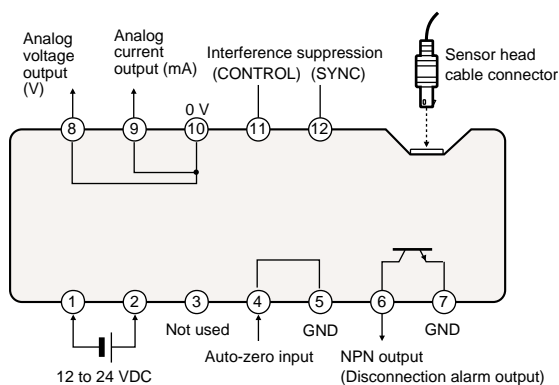 Analog
voltage
output
(V)
Analog
current
output (mA)
Interference suppression
(CONTROL) (SYNC)
Sensor head
cable connector
0 V
8 9 10 11 12
1 2 3 4 5 6 7
Not used
GND
GND
12 to 24 VDC
Auto-zero input
NPN output
(Disconnection alarm output)